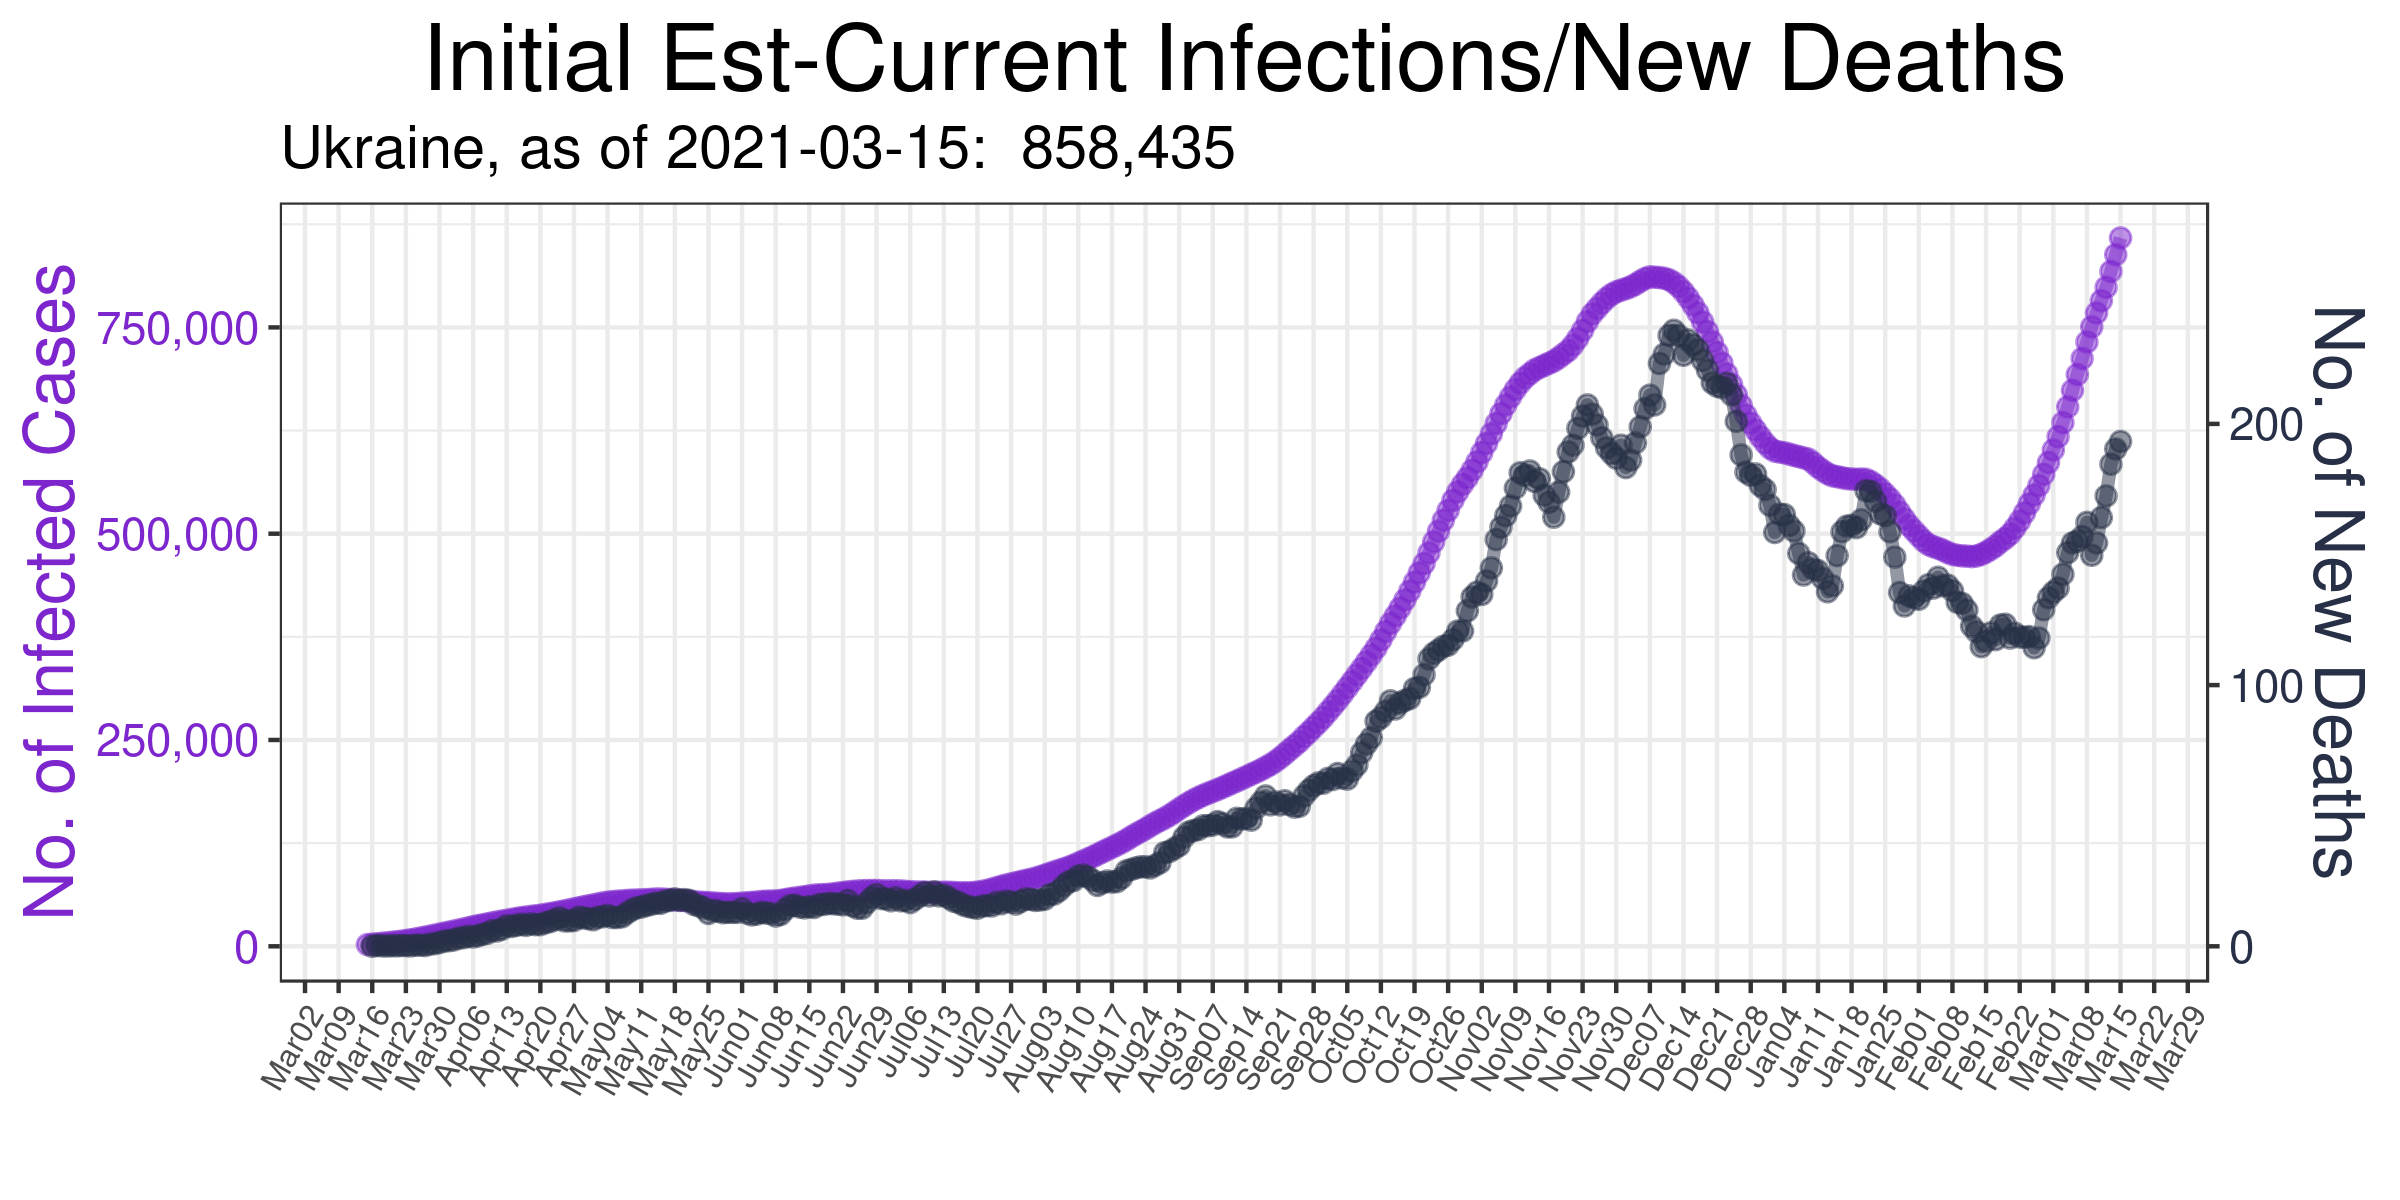 Initial Est-Current Infections/New Deaths
Ukraine, as of 2021-03-15:  858,435
No. of Infected Cases
750,000
500,000
250,000
0
No. of New Deaths
200
100
0
Mar02
Mar09
Mar16
Mar23
Mar30
Apr06
Apr13
Apr20
Apr27
May04
May11
May18
May25
Jun01
Jun08
Jun15
Jun22
Jun29
Jul06
Jul13
Jul20
Jul27
Aug03
Aug10
Aug17
Aug24
Aug31
Sep07
Sep14
Sep21
Sep28
Oct05
Oct12
Oct19
Oct26
Nov02
Nov09
Nov16
Nov23
Nov30
Dec07
Dec14
Dec21
Dec28
Jan04
Jan11
Jan18
Jan25
Feb01
Feb08
Feb15
Feb22
Mar01
Mar08
Mar15
Mar22
Mar29